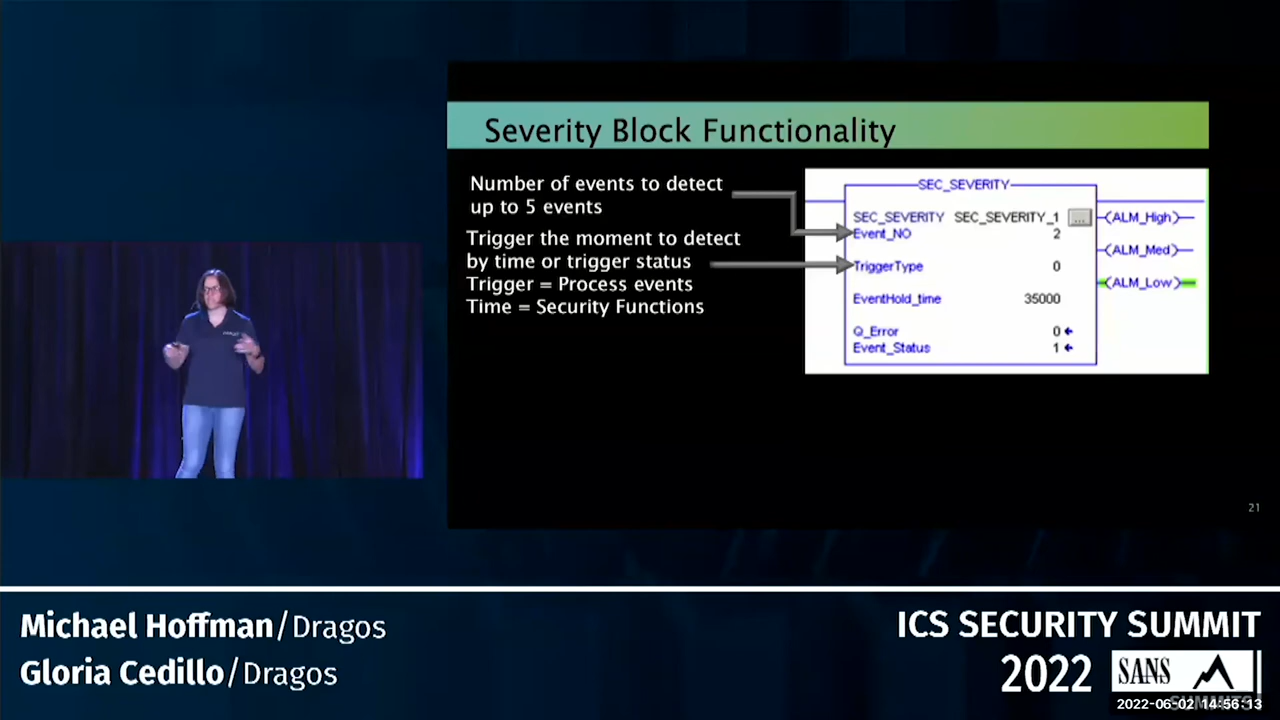 Severity Block Functionality
Number of events to detect
up to 5 events
Trigger the moment to detect
by time or trigger status
Trigger = Process events
Time = Security Functions
SEC_SEVERITY
SEC_SEVERITY SEC_SEVERITY_1 ...
Event_NO 2
TriggerType 0
EventHold_time 35000
Q_Error 0
Event_Status 1
ALM_High
ALM_Med
ALM_Low
21
Michael Hoffman/Dragos
Gloria Cedillo/Dragos
ICS SECURITY SUMMIT
2022 SANS
SUMMITS
2022-06-02 14:56:13